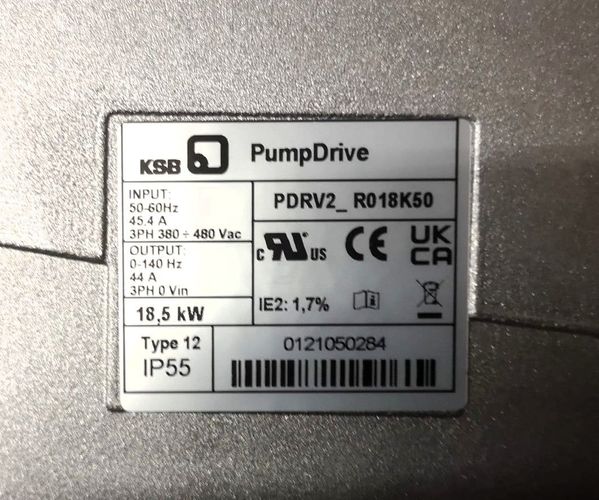 KSB PumpDrive
INPUT:
50-60Hz
45.4 A
3PH 380 ÷ 480 Vac
OUTPUT:
0-140 Hz
44 A
3PH 0 Vin
18,5 kW
PDRV2_ R018K50
c RU US CE UK
CA
IE2: 1,7%
Type 12
IP55
0121050284